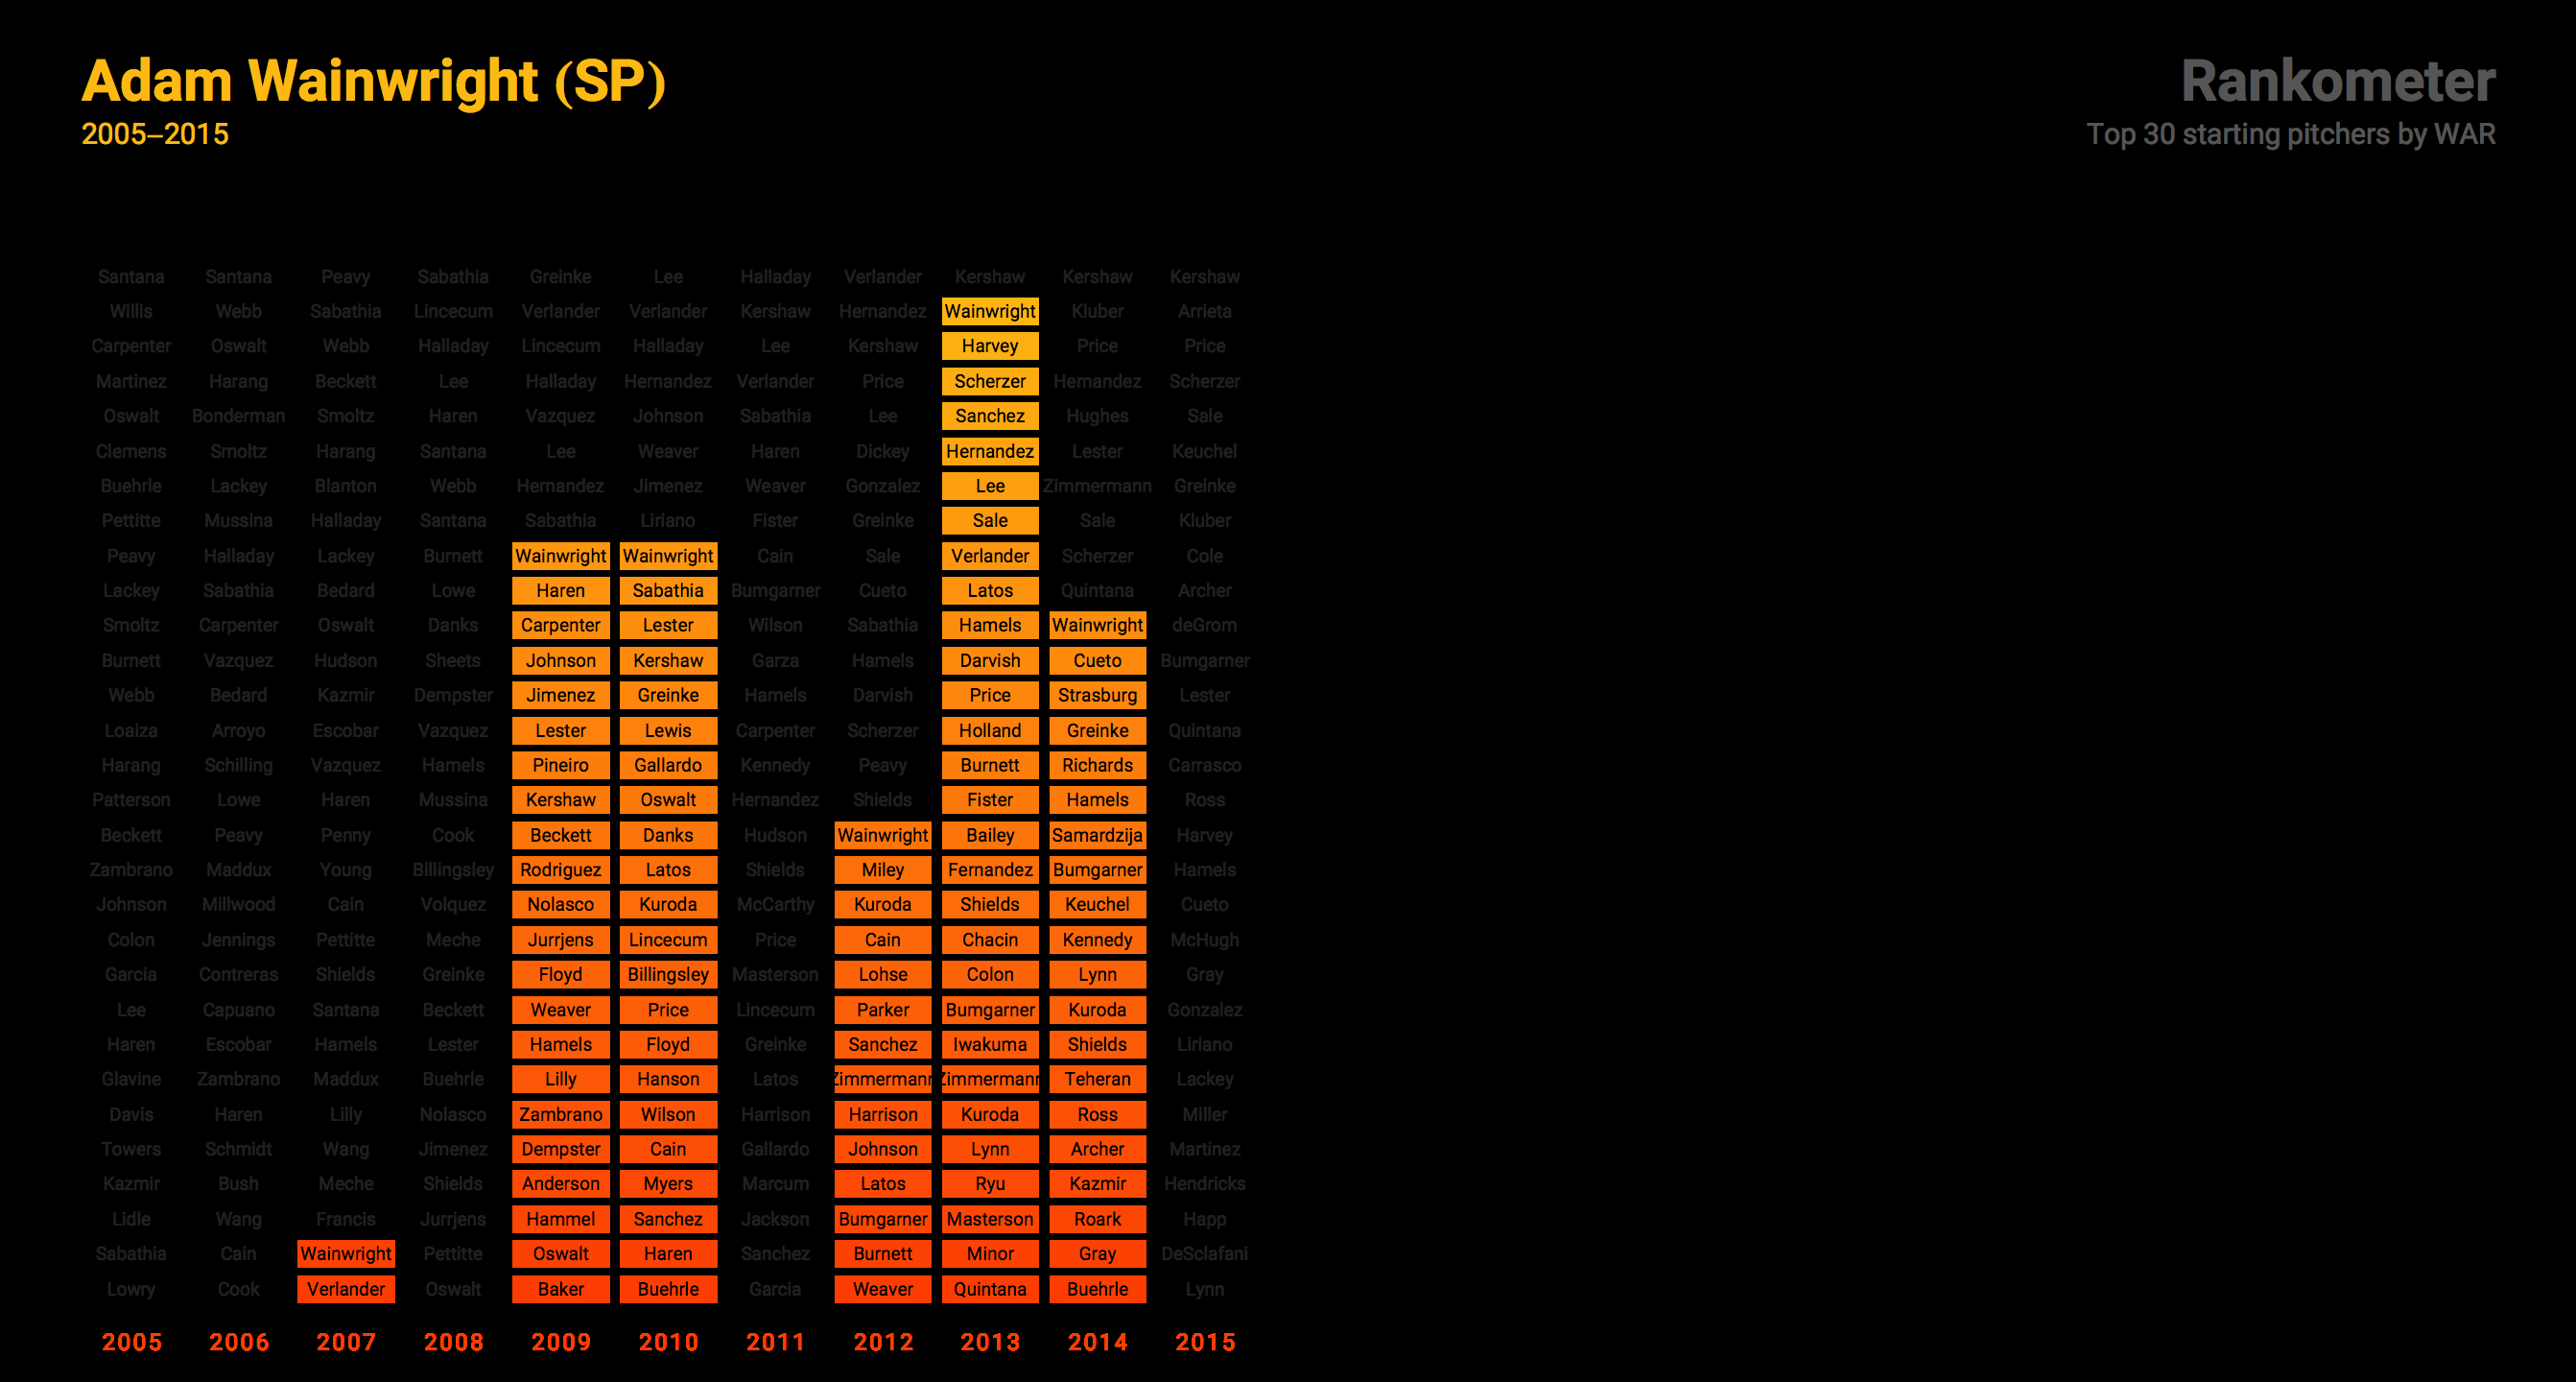 Adam Wainwright (SP)
2005–2015
Rankometer
Top 30 starting pitchers by WAR
Santana Santana Peavy Sabathia Greinke Lee Halladay Verlander Kershaw Kershaw Kershaw
Willis Webb Sabathia Lincecum Verlander Verlander Kershaw Hernandez Wainwright Kluber Arrieta
Carpenter Oswalt Webb Halladay Lincecum Halladay Lee Kershaw Harvey Price Price
Martinez Harang Beckett Lee Halladay Hernandez Verlander Price Scherzer Hernandez Scherzer
Oswalt Bonderman Smoltz Haren Vazquez Johnson Sabathia Lee Sanchez Hughes Sale
Clemens Smoltz Harang Santana Lee Weaver Haren Dickey Hernandez Lester Keuchel
Buehrle Lackey Blanton Webb Hernandez Jimenez Weaver Gonzalez Lee Zimmermann Greinke
Pettitte Mussina Halladay Santana Sabathia Liriano Fister Greinke Sale Sale Kluber
Peavy Halladay Lackey Burnett Wainwright Wainwright Cain Sale Verlander Scherzer Cole
Lackey Sabathia Bedard Lowe Haren Sabathia Bumgarner Cueto Latos Quintana Archer
Smoltz Carpenter Oswalt Danks Carpenter Lester Wilson Sabathia Hamels Wainwright deGrom
Burnett Vazquez Hudson Sheets Johnson Kershaw Garza Hamels Darvish Cueto Bumgarner
Webb Bedard Kazmir Dempster Jimenez Greinke Hamels Darvish Price Strasburg Lester
Loaiza Arroyo Escobar Vazquez Lester Lewis Carpenter Scherzer Holland Greinke Quintana
Harang Schilling Vazquez Hamels Pineiro Gallardo Kennedy Peavy Burnett Richards Carrasco
Patterson Lowe Haren Mussina Kershaw Oswalt Hernandez Shields Fister Hamels Ross
Beckett Peavy Penny Cook Beckett Danks Hudson Wainwright Bailey Samardzija Harvey
Zambrano Maddux Young Billingsley Rodriguez Latos Shields Miley Fernandez Bumgarner Hamels
Johnson Millwood Cain Volquez Nolasco Kuroda McCarthy Kuroda Shields Keuchel Cueto
Colon Jennings Pettitte Meche Jurrjens Lincecum Price Cain Chacin Kennedy McHugh
Garcia Contreras Shields Greinke Floyd Billingsley Masterson Lohse Colon Lynn Gray
Lee Capuano Santana Beckett Weaver Price Lincecum Parker Bumgarner Kuroda Gonzalez
Haren Escobar Hamels Lester Hamels Floyd Greinke Sanchez Iwakuma Shields Liriano
Glavine Zambrano Maddux Buehrle Lilly Hanson Latos Zimmermann Zimmermann Teheran Lackey
Davis Haren Lilly Nolasco Zambrano Wilson Harrison Harrison Kuroda Ross Miller
Towers Schmidt Wang Jimenez Dempster Cain Gallardo Johnson Lynn Archer Martinez
Kazmir Bush Meche Shields Anderson Myers Marcum Latos Ryu Kazmir Hendricks
Lidle Wang Francis Jurrjens Hammel Sanchez Jackson Bumgarner Masterson Roark Happ
Sabathia Cain Wainwright Pettitte Oswalt Haren Sanchez Burnett Minor Gray DeSclafani
Lowry Cook Verlander Oswalt Baker Buehrle Garcia Weaver Quintana Buehrle Lynn
2005 2006 2007 2008 2009 2010 2011 2012 2013 2014 2015